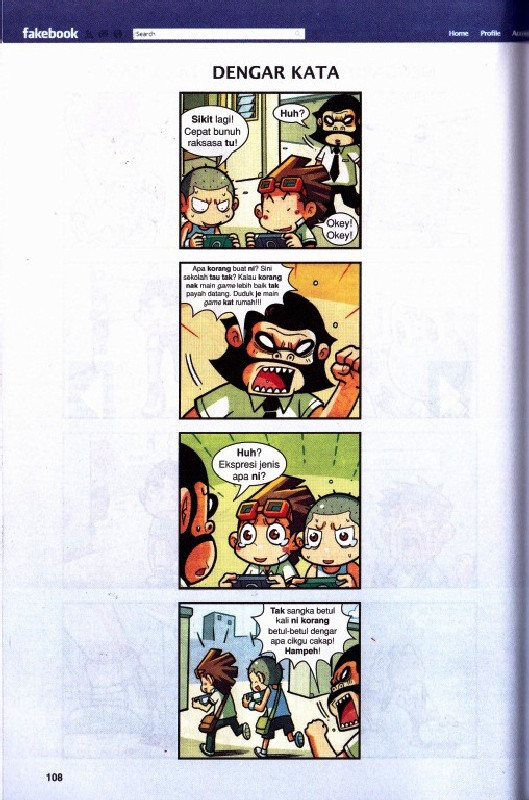 fakebook
Search
Home Profile
DENGAR KATA
Sikit lagi!
Cepat bunuh
raksasa tu!
Huh?
Okey!
Okey!
Apa korang buat ni? Sini
sekolah tau tak? Kalau korang
nak main game lebih baik tak
payah datang. Duduk je main
game kat rumah!!!
Huh?
Ekspresi jenis
apa ni?
Tak sangka betul
kali ni korang
betul-betul dengar
apa cikgu cakap!
Hampeh!
108